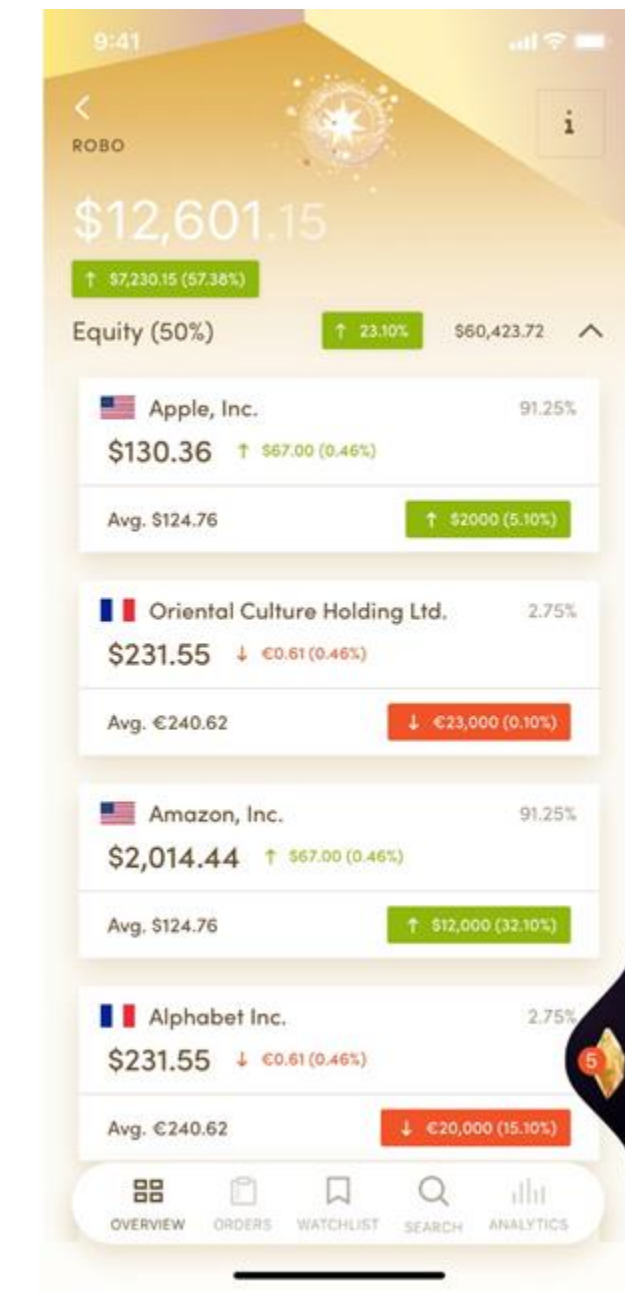 9:41
ROBO
i
$12,601.15
↑ $7,230.15 (57.38%)
Equity (50%) ↑ 23.10% $60,423.72
Apple, Inc. 91.25%
$130.36 ↑ $67.00 (0.46%)
Avg. $124.76 ↑ $2000 (5.10%)
Oriental Culture Holding Ltd. 2.75%
$231.55 ↓ €0.61 (0.46%)
Avg. €240.62 ↓ €23,000 (0.10%)
Amazon, Inc. 91.25%
$2,014.44 ↑ $67.00 (0.46%)
Avg. $124.76 ↑ $12,000 (32.10%)
Alphabet Inc. 2.75%
$231.55 ↓ €0.61 (0.46%)
5
Avg. €240.62 ↓ €20,000 (15.10%)
OVERVIEW ORDERS WATCHLIST SEARCH ANALYTICS